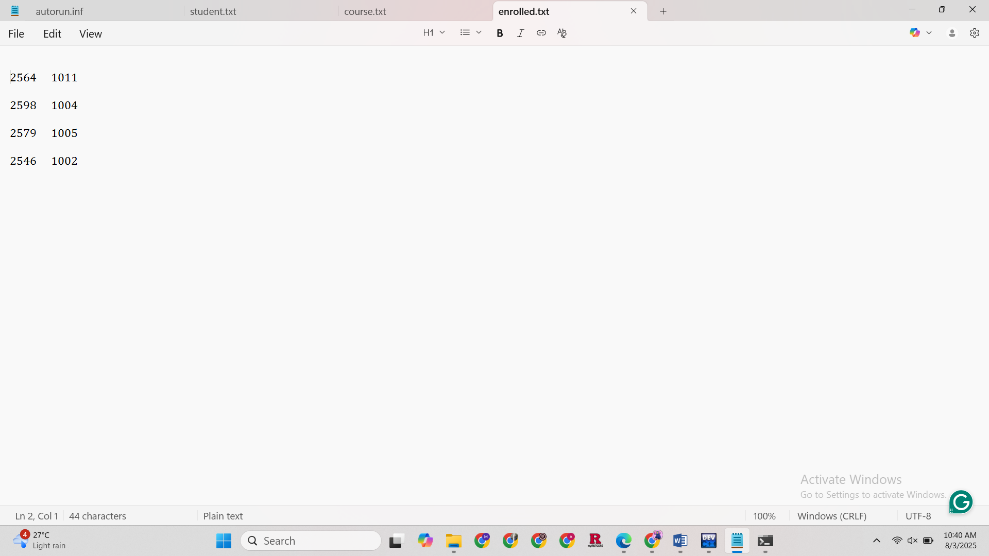 autorun.inf student.txt course.txt enrolled.txt
File Edit View H1 B I A
2564 1011
2598 1004
2579 1005
2546 1002
Activate Windows
Go to Settings to activate Windows.
Ln 2, Col 1 44 characters Plain text 100% Windows (CRLF) UTF-8
4 27°C
Light rain
Search
R
DEV
10:40 AM
8/3/2025